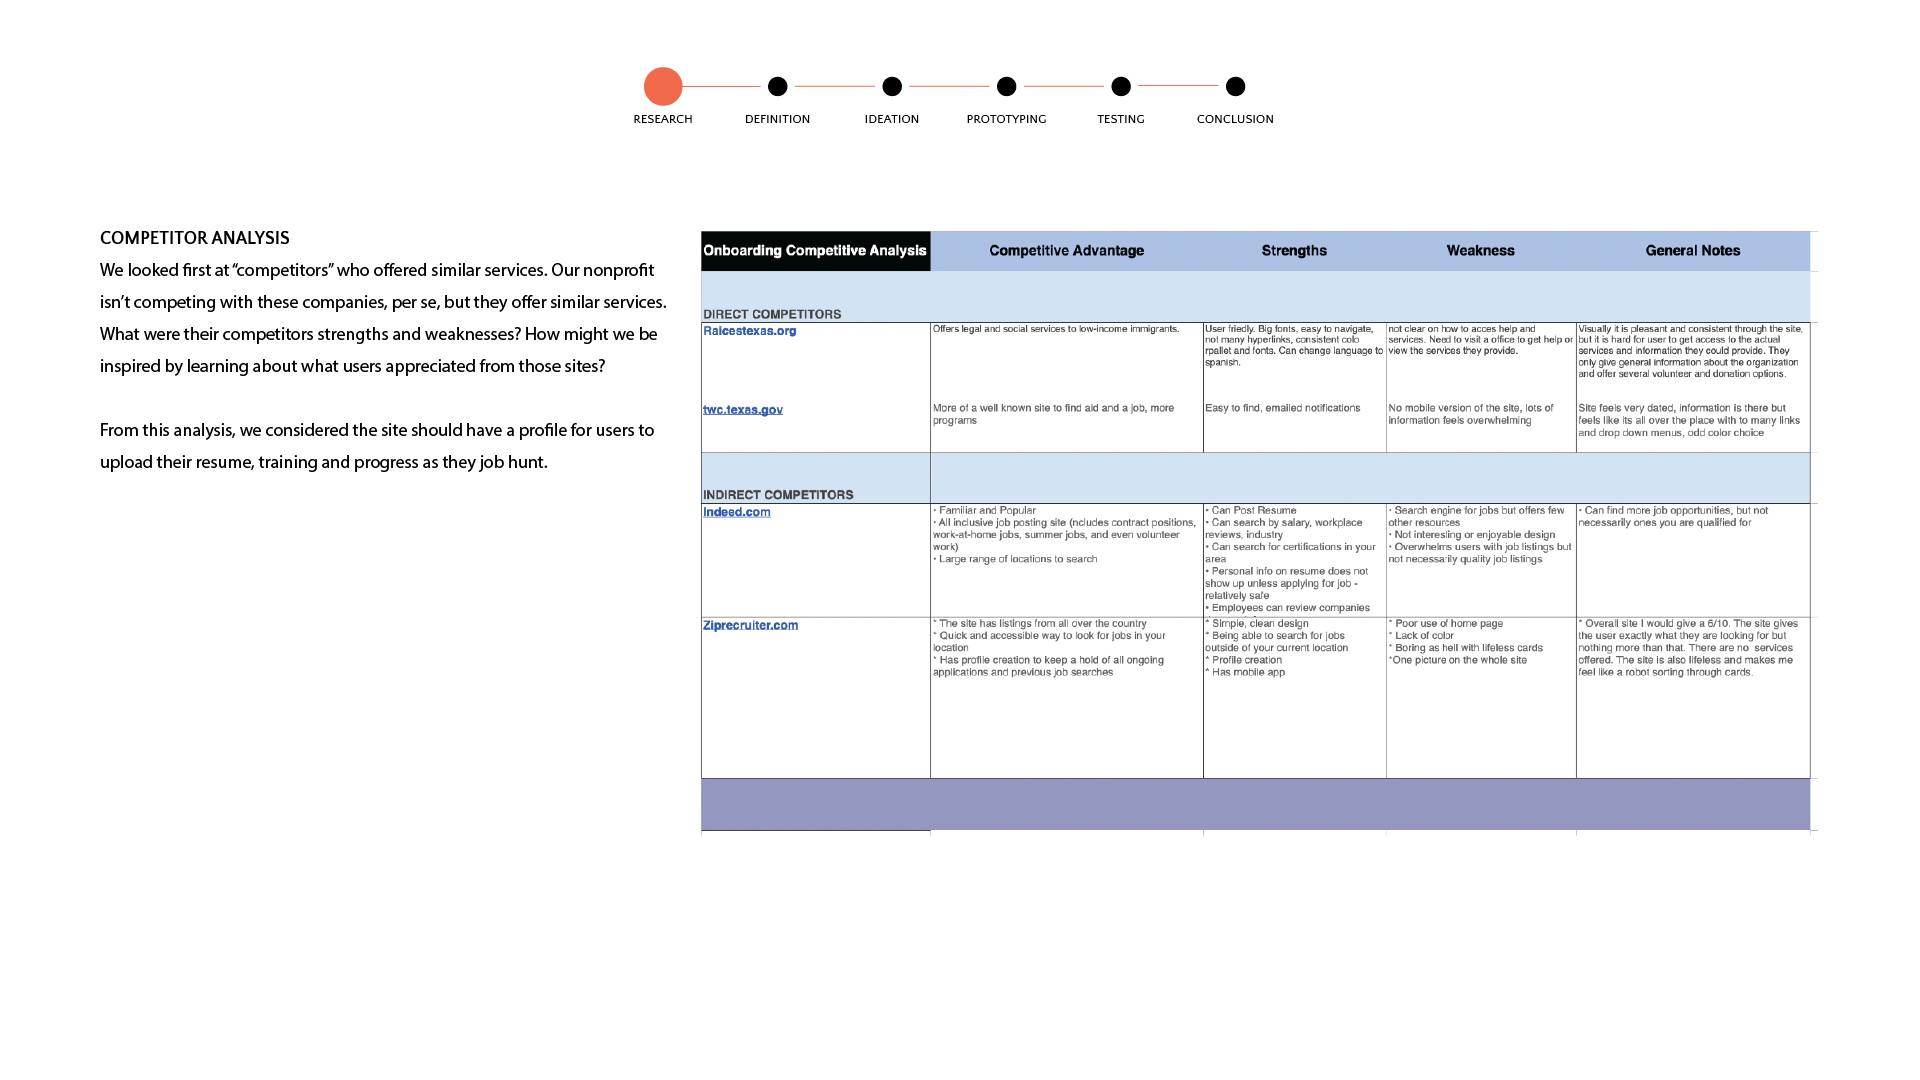 RESEARCH DEFINITION IDEATION PROTOTYPING TESTING CONCLUSION
COMPETITOR ANALYSIS
We looked first at “competitors” who offered similar services. Our nonprofit
isn’t competing with these companies, per se, but they offer similar services.
What were their competitors strengths and weaknesses? How might we be
inspired by learning about what users appreciated from those sites?
From this analysis, we considered the site should have a profile for users to
upload their resume, training and progress as they job hunt.
Onboarding Competitive Analysis Competitive Advantage Strengths Weakness General Notes
DIRECT COMPETITORS
Raicestexas.org
Offers legal and social services to low-income immigrants.
User friedly. Big fonts, easy to navigate,
not many hyperlinks, consistent colo
rpallet and fonts. Can change language to
spanish.
not clear on how to acces help and
services. Need to visit a office to get help or
view the services they provide.
Visually it is pleasant and consistent through the site,
but it is hard for user to get access to the actual
services and information they could provide. They
only give general information about the organization
and offer several volunteer and donation options.
twc.texas.gov
More of a well known site to find aid and a job, more
programs
Easy to find, emailed notifications
No mobile version of the site, lots of
information feels overwhelming
Site feels very dated, information is there but
feels like its all over the place with to many links
and drop down menus, odd color choice
INDIRECT COMPETITORS
Indeed.com
• Familiar and Popular
• All inclusive job posting site (ncludes contract positions,
work-at-home jobs, summer jobs, and even volunteer
work)
• Large range of locations to search
• Can Post Resume
• Can search by salary, workplace
reviews, industry
• Can search for certifications in your
area
• Personal info on resume does not
show up unless applying for job -
relatively safe
• Employees can review companies
• Search engine for jobs but offers few
other resources
• Not interesting or enjoyable design
• Overwhelms users with job listings but
not necessarily quality job listings
• Can find more job opportunities, but not
necessarily ones you are qualified for
Ziprecruiter.com
* The site has listings from all over the country
* Quick and accessible way to look for jobs in your
location
* Has profile creation to keep a hold of all ongoing
applications and previous job searches
* Simple, clean design
* Being able to search for jobs
outside of your current location
* Profile creation
* Has mobile app
* Poor use of home page
* Lack of color
* Boring as hell with lifeless cards
*One picture on the whole site
* Overall site I would give a 6/10. The site gives
the user exactly what they are looking for but
nothing more than that. There are no services
offered. The site is also lifeless and makes me
feel like a robot sorting through cards.